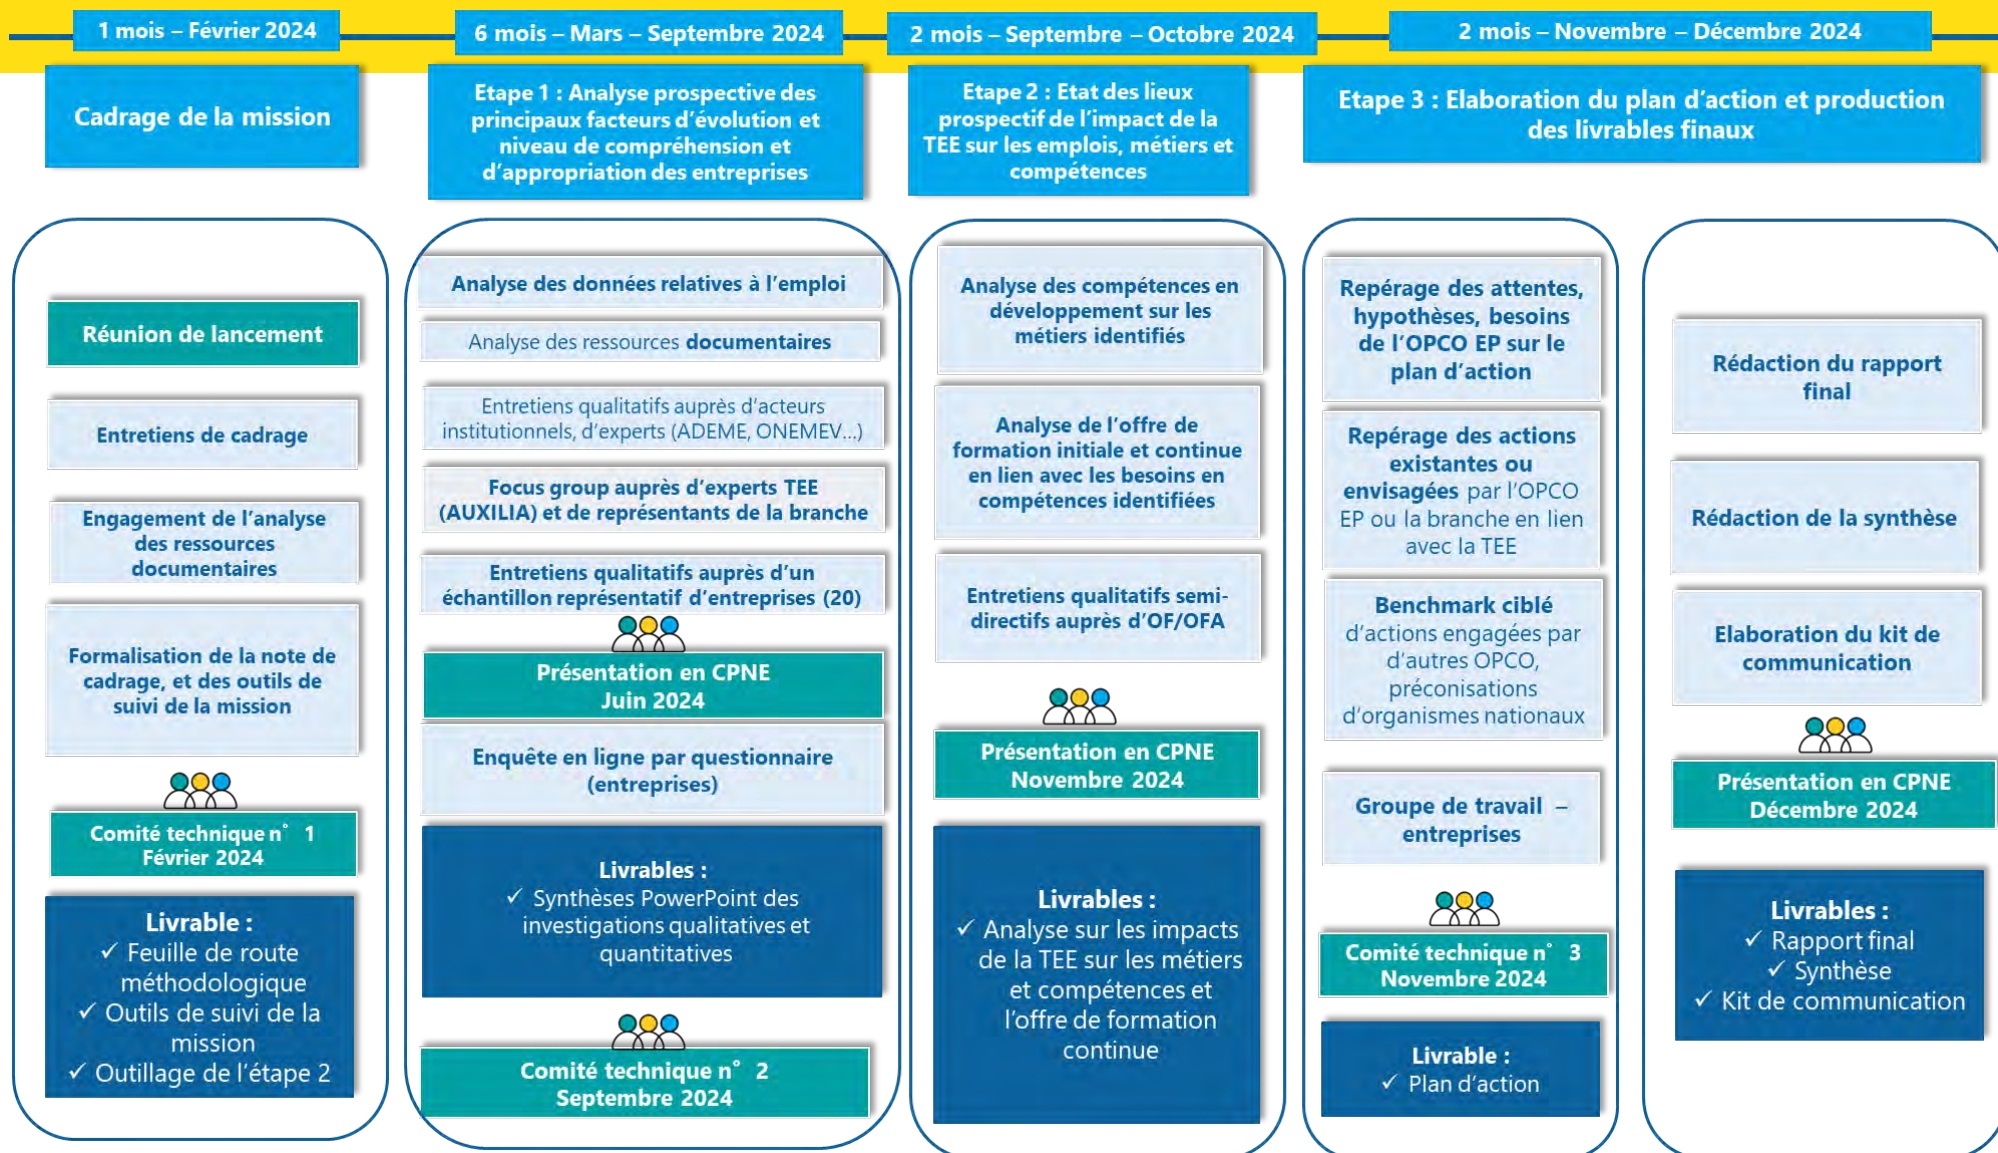 1 mois – Février 2024
6 mois – Mars – Septembre 2024
2 mois – Septembre – Octobre 2024
2 mois – Novembre – Décembre 2024
Cadrage de la mission
Etape 1 : Analyse prospective des
principaux facteurs d'évolution et
niveau de compréhension et
d'appropriation des entreprises
Etape 2 : Etat des lieux
prospectif de l'impact de la
TEE sur les emplois, métiers et
compétences
Etape 3 : Elaboration du plan d'action et production
des livrables finaux
Réunion de lancement
Entretiens de cadrage
Engagement de l'analyse
des ressources
documentaires
Formalisation de la note de
cadrage, et des outils de
suivi de la mission
Comité technique n° 1
Février 2024
Livrable :
✓ Feuille de route
méthodologique
✓ Outils de suivi de la
mission
✓ Outillage de l'étape 2
Analyse des données relatives à l'emploi
Analyse des ressources documentaires
Entretiens qualitatifs auprès d'acteurs
institutionnels, d'experts (ADEME, ONEMEV...)
Focus group auprès d'experts TEE
(AUXILIA) et de représentants de la branche
Entretiens qualitatifs auprès d'un
échantillon représentatif d'entreprises (20)
Présentation en CPNE
Juin 2024
Enquête en ligne par questionnaire
(entreprises)
Livrables :
✓ Synthèses PowerPoint des
investigations qualitatives et
quantitatives
Comité technique n° 2
Septembre 2024
Analyse des compétences en
développement sur les
métiers identifiés
Analyse de l'offre de
formation initiale et continue
en lien avec les besoins en
compétences identifiées
Entretiens qualitatifs semi-
directifs auprès d'OF/OFA
Présentation en CPNE
Novembre 2024
Livrables :
✓ Analyse sur les impacts
de la TEE sur les métiers
et compétences et
l'offre de formation
continue
Repérage des attentes,
hypothèses, besoins
de l'OPCO EP sur le
plan d'action
Repérage des actions
existantes ou
envisagées par l'OPCO
EP ou la branche en lien
avec la TEE
Benchmark ciblé
d'actions engagées par
d'autres OPCO,
préconisations
d'organismes nationaux
Groupe de travail –
entreprises
Comité technique n° 3
Novembre 2024
Livrable :
✓ Plan d'action
Rédaction du rapport
final
Rédaction de la synthèse
Elaboration du kit de
communication
Présentation en CPNE
Décembre 2024
Livrables :
✓ Rapport final
✓ Synthèse
✓ Kit de communication